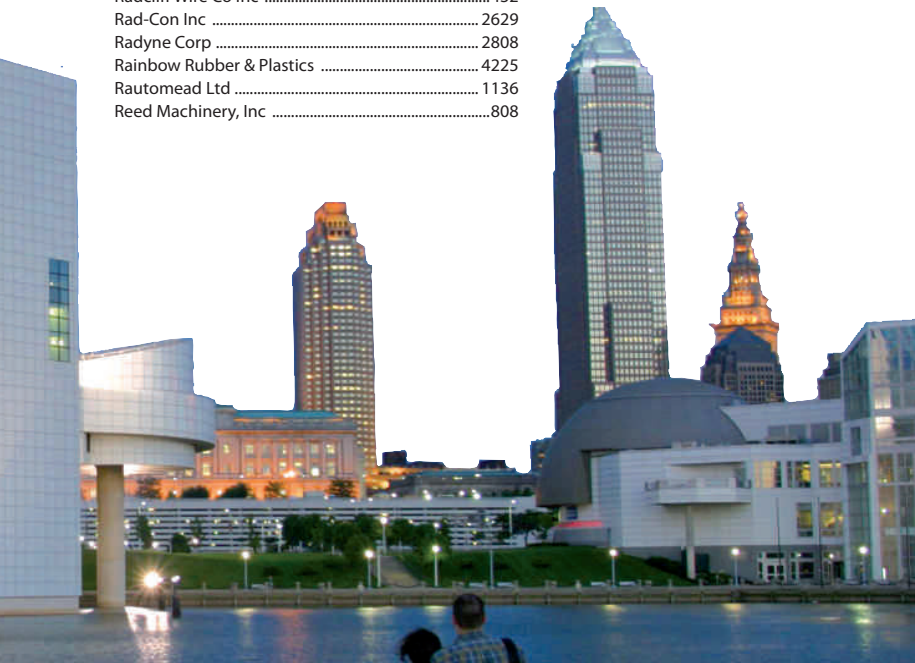 Rad-Con Inc ........................................................................ 2629
Radyne Corp ....................................................................... 2808
Rainbow Rubber & Plastics .......................................... 4225
Rautomead Ltd .................................................................. 1136
Reed Machinery, Inc ..........................................................808